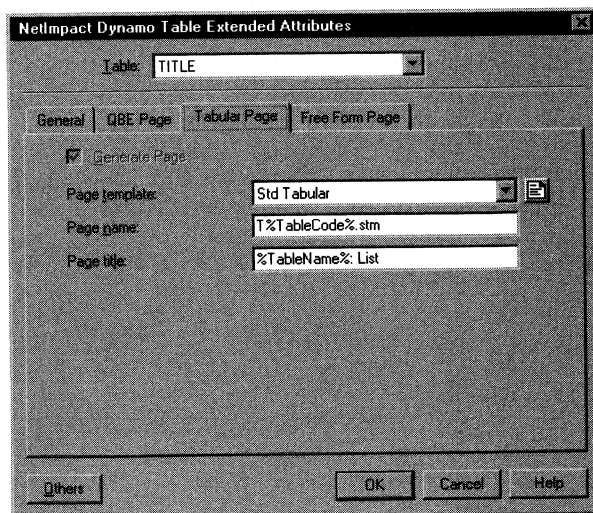 NetImpact Dynamo Table Extended Attributes
Table: TITLE
General QBE Page Tabular Page Free Form Page
Generate Page
Page template: Std Tabular
Page name: T%TableCode%.stm
Page title: %TableName%: List
Others OK Cancel Help